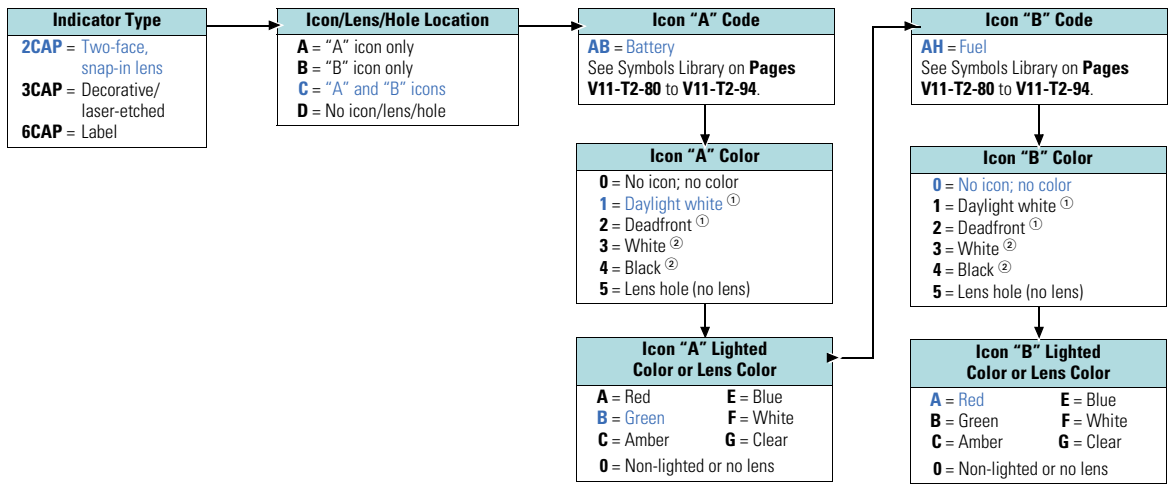 Indicator Type
2CAP = Two-face,
snap-in lens
3CAP = Decorative/
laser-etched
6CAP = Label
Icon/Lens/Hole Location
A = “A” icon only
B = “B” icon only
C = “A” and “B” icons
D = No icon/lens/hole
Icon “A” Code
AB = Battery
See Symbols Library on Pages
V11-T2-80 to V11-T2-94.
Icon “A” Color
0 = No icon; no color
1 = Daylight white ①
2 = Deadfront ①
3 = White ②
4 = Black ②
5 = Lens hole (no lens)
Icon “A” Lighted
Color or Lens Color
A = Red E = Blue
B = Green F = White
C = Amber G = Clear
0 = Non-lighted or no lens
Icon “B” Code
AH = Fuel
See Symbols Library on Pages
V11-T2-80 to V11-T2-94.
Icon “B” Color
0 = No icon; no color
1 = Daylight white ①
2 = Deadfront ①
3 = White ②
4 = Black ②
5 = Lens hole (no lens)
Icon “B” Lighted
Color or Lens Color
A = Red E = Blue
B = Green F = White
C = Amber G = Clear
0 = Non-lighted or no lens